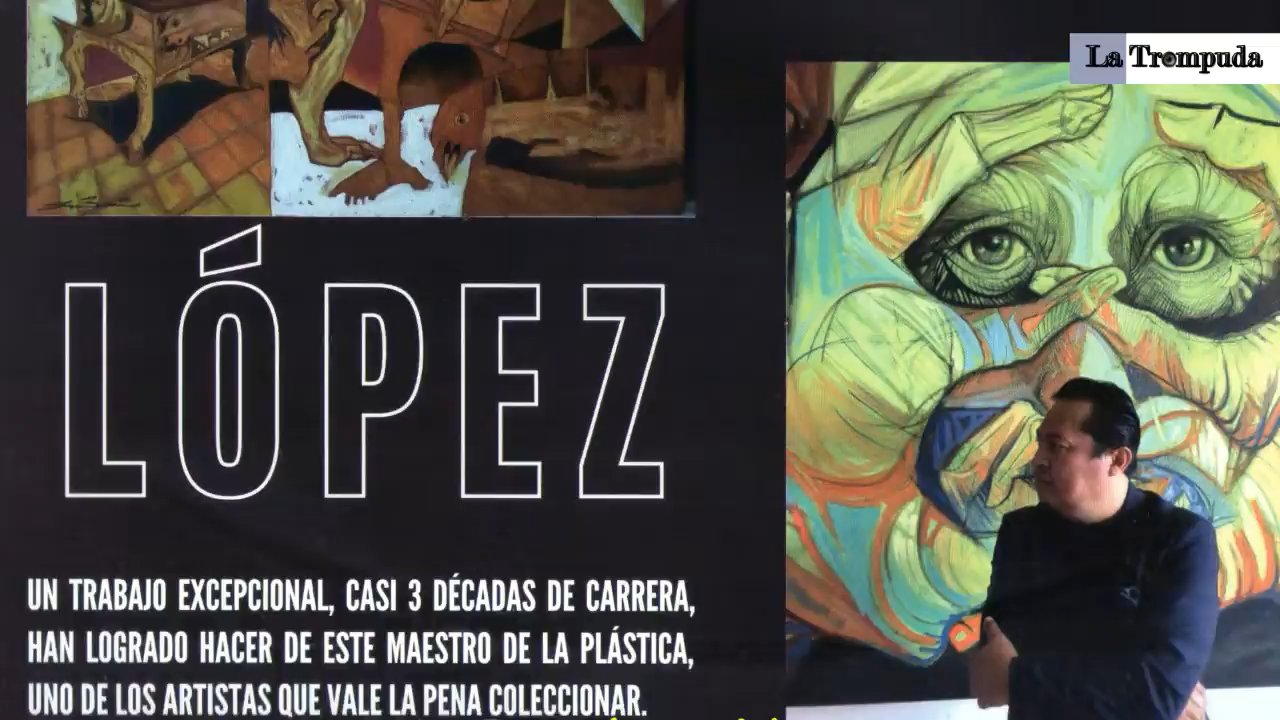 La Trompuda
LÓPEZ
UN TRABAJO EXCEPCIONAL, CASI 3 DÉCADAS DE CARRERA,
HAN LOGRADO HACER DE ESTE MAESTRO DE LA PLÁSTICA,
UNO DE LOS ARTISTAS QUE VALE LA PENA COLECCIONAR.